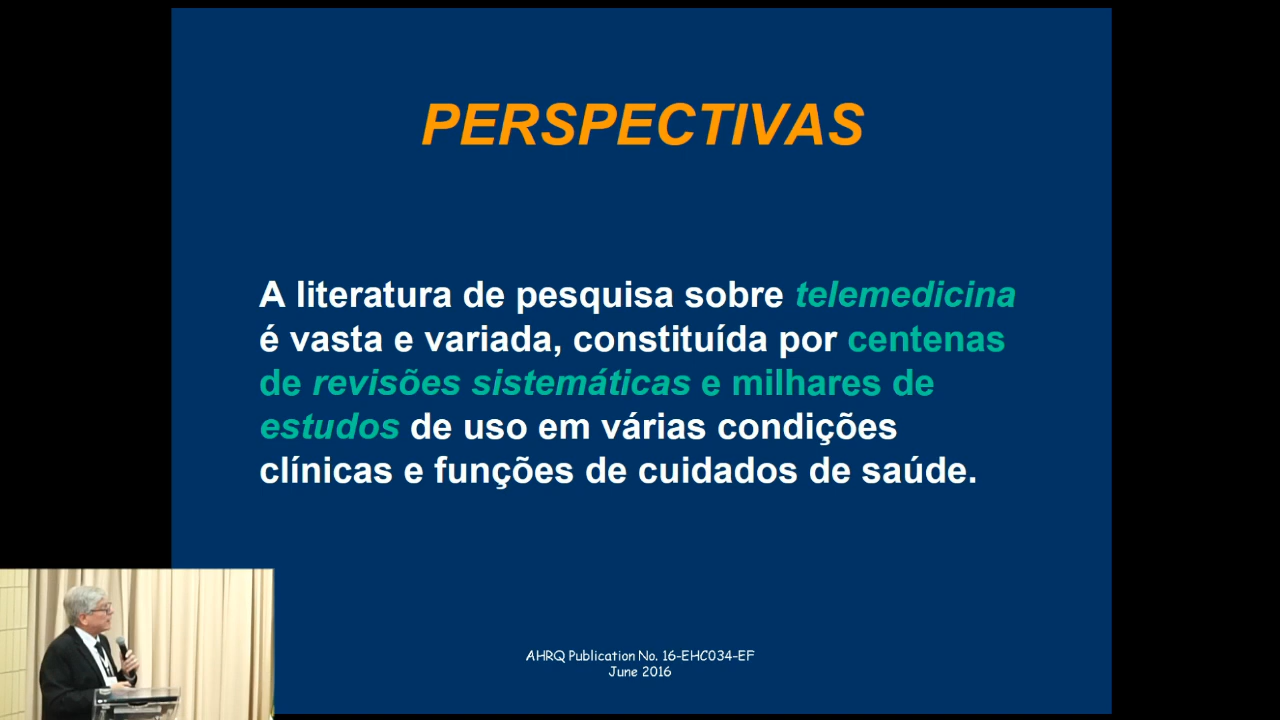 PERSPECTIVAS
A literatura de pesquisa sobre telemedicina
é vasta e variada, constituída por centenas
de revisões sistemáticas e milhares de
estudos de uso em várias condições
clínicas e funções de cuidados de saúde.
AHRQ Publication No. 16-EHC034-EF
June 2016